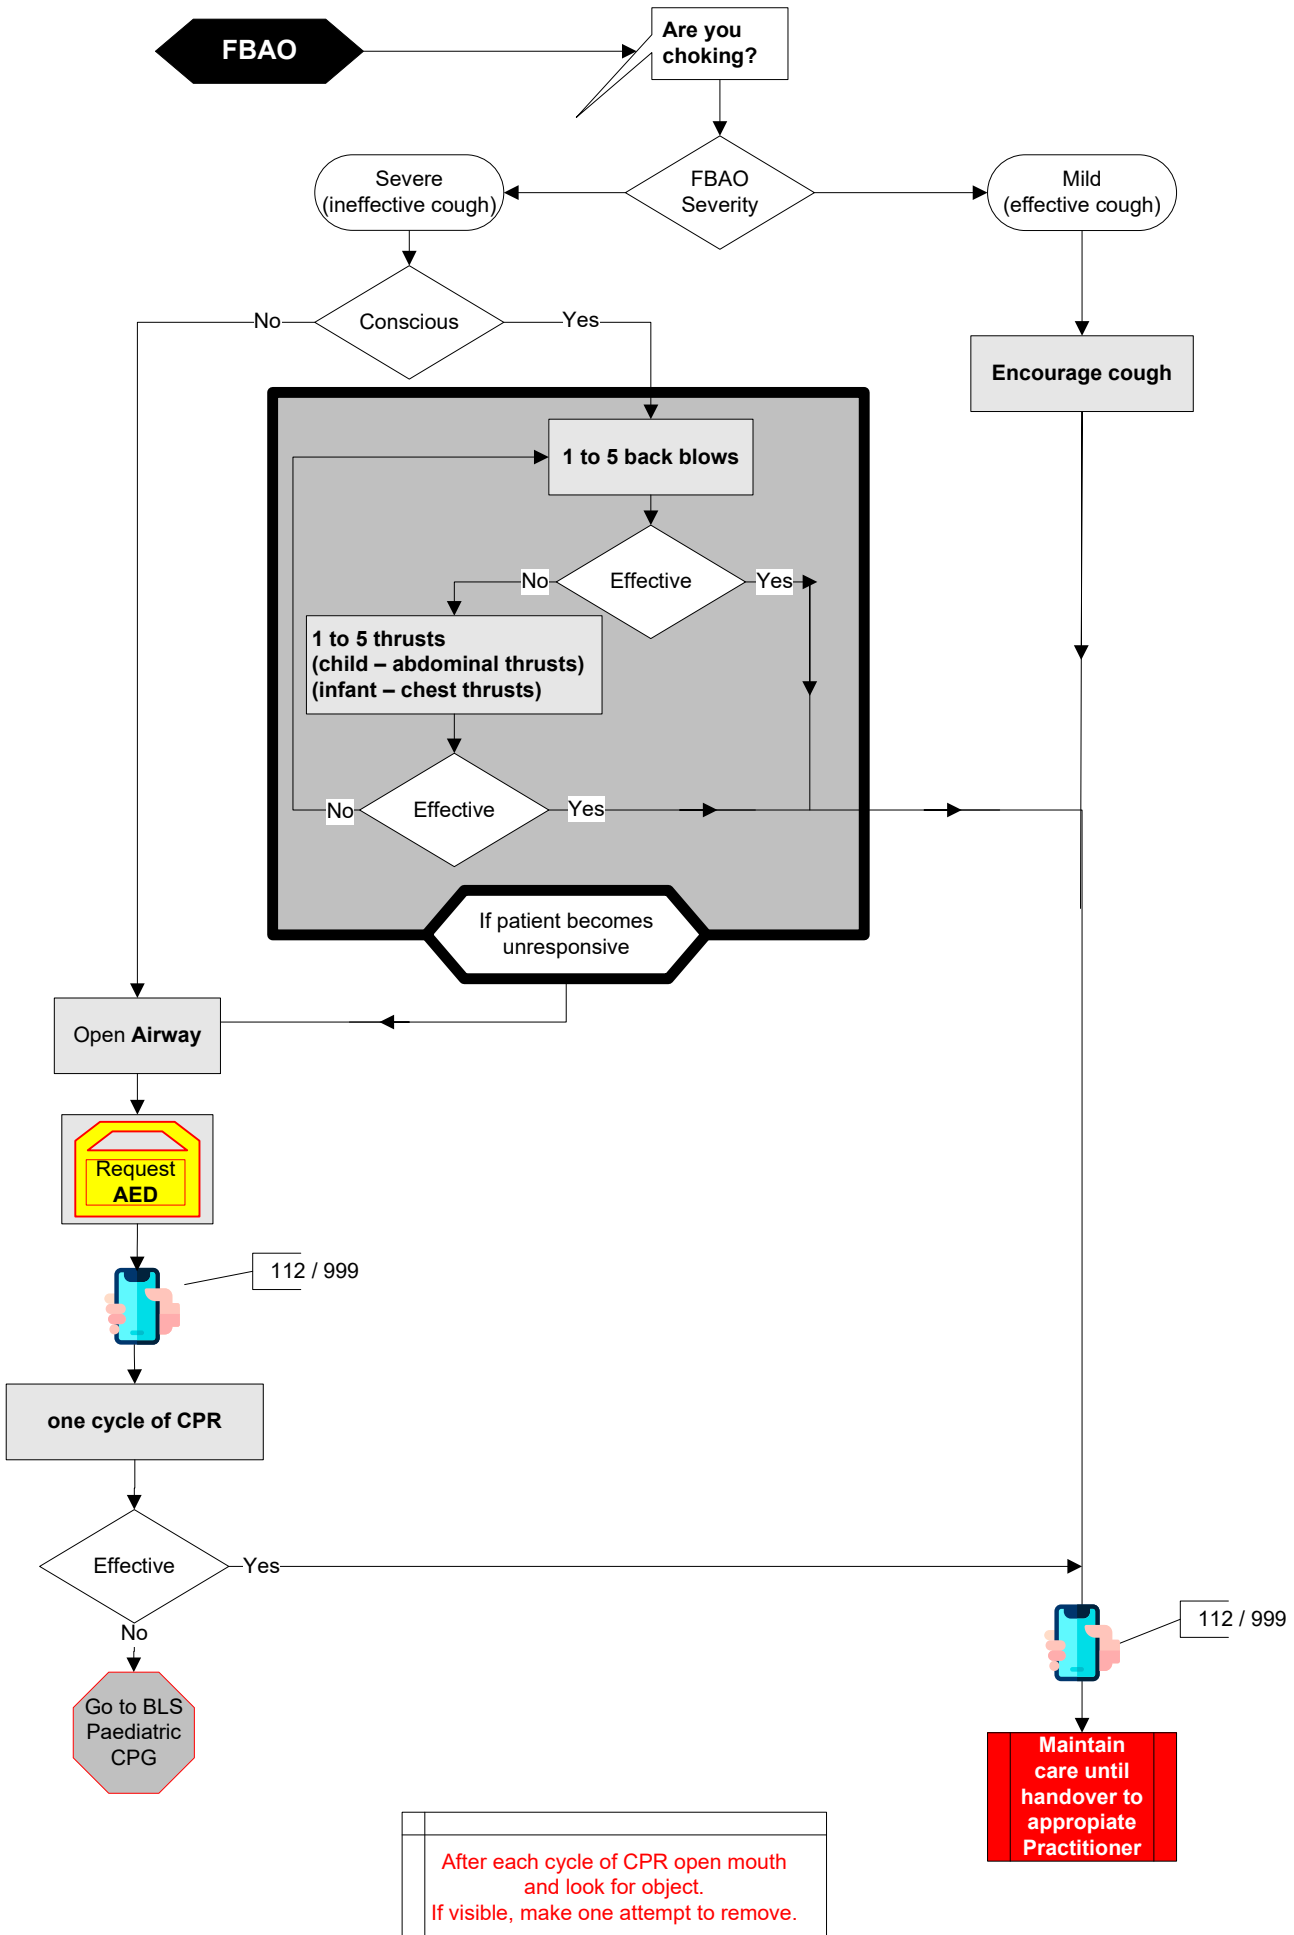 FBAO
Are you
choking?
Severe
(ineffective cough)
FBAO
Severity
Mild
(effective cough)
No
Conscious
Yes
Encourage cough
1 to 5 back blows
No
Effective
Yes
1 to 5 thrusts
(child – abdominal thrusts)
(infant – chest thrusts)
No
Effective
Yes
If patient becomes
unresponsive
Open Airway
Request
AED
112 / 999
one cycle of CPR
Effective
Yes
No
Go to BLS
Paediatric
CPG
112 / 999
Maintain
care until
handover to
appropiate
Practitioner
After each cycle of CPR open mouth
and look for object.
If visible, make one attempt to remove.